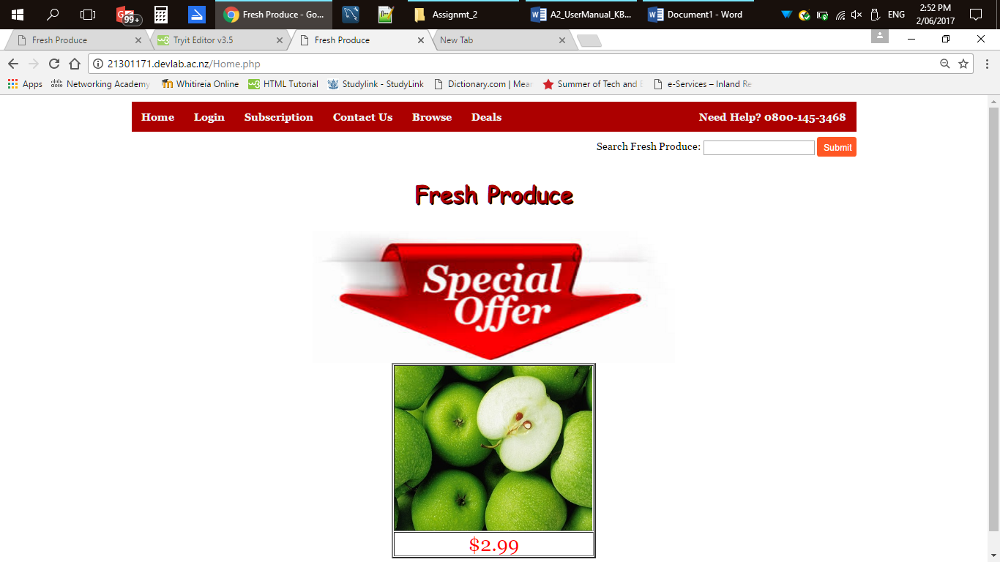 G 99+ Fresh Produce - Go... Assignmt_2 A2_UserManual_KB... Document1 - Word ENG 2:52 PM
2/06/2017
Fresh Produce Tryit Editor v3.5 Fresh Produce New Tab
21301171.devlab.ac.nz/Home.php
Apps Networking Academy Whitireia Online HTML Tutorial Studylink - StudyLink Dictionary.com | Mear Summer of Tech and e-Services – Inland Re
Home Login Subscription Contact Us Browse Deals Need Help? 0800-145-3468
Search Fresh Produce: Submit
Fresh Produce
Special
Offer
$2.99